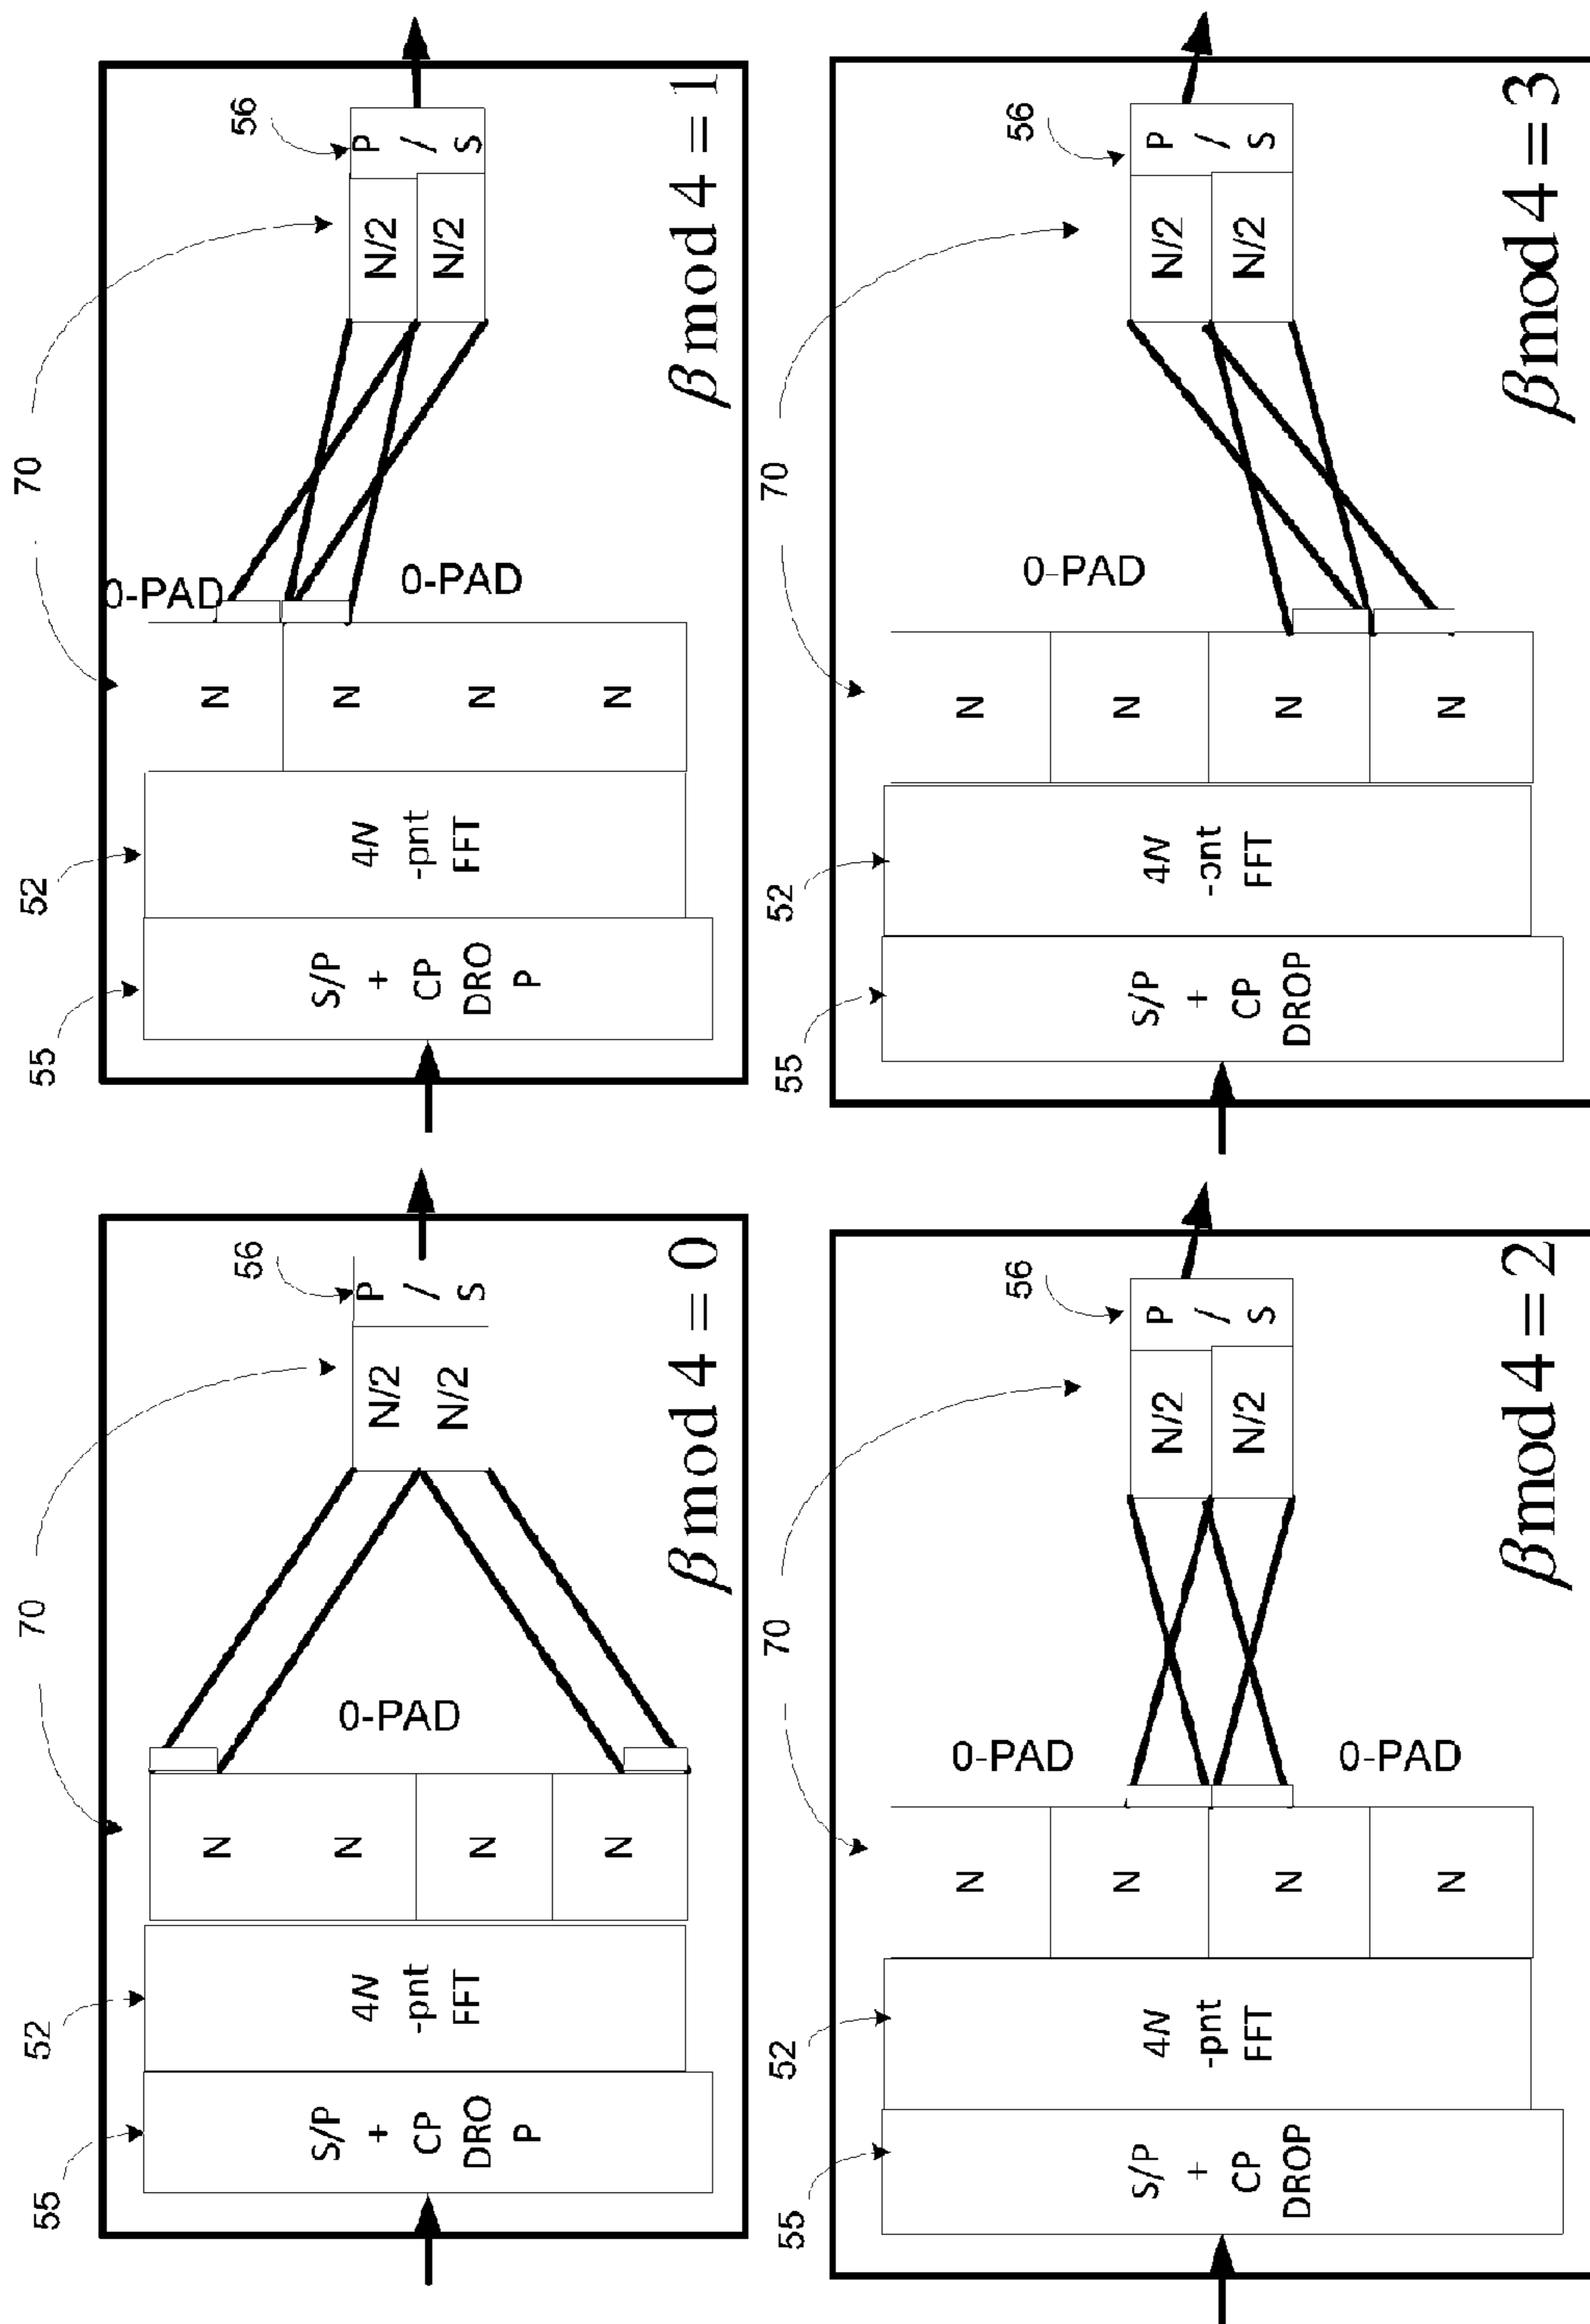 55
52
70
56
S/P
+
CP
DRO
P
4N
-pnt
FFT
N
N
N
N
0-PAD
N/2
N/2
P
/
S
β mod 4 = 0
55
52
70
56
S/P
+
CP
DRO
P
4N
-pnt
FFT
N
N
N
N
0-PAD
0-PAD
N/2
N/2
P
/
S
β mod 4 = 1
55
52
70
56
S/P
+
CP
DROP
4N
-pnt
FFT
N
N
N
N
0-PAD
0-PAD
N/2
N/2
P
/
S
β mod 4 = 2
55
52
70
56
S/P
+
CP
DROP
4N
-pnt
FFT
N
N
N
N
0-PAD
N/2
N/2
P
/
S
β mod 4 = 3